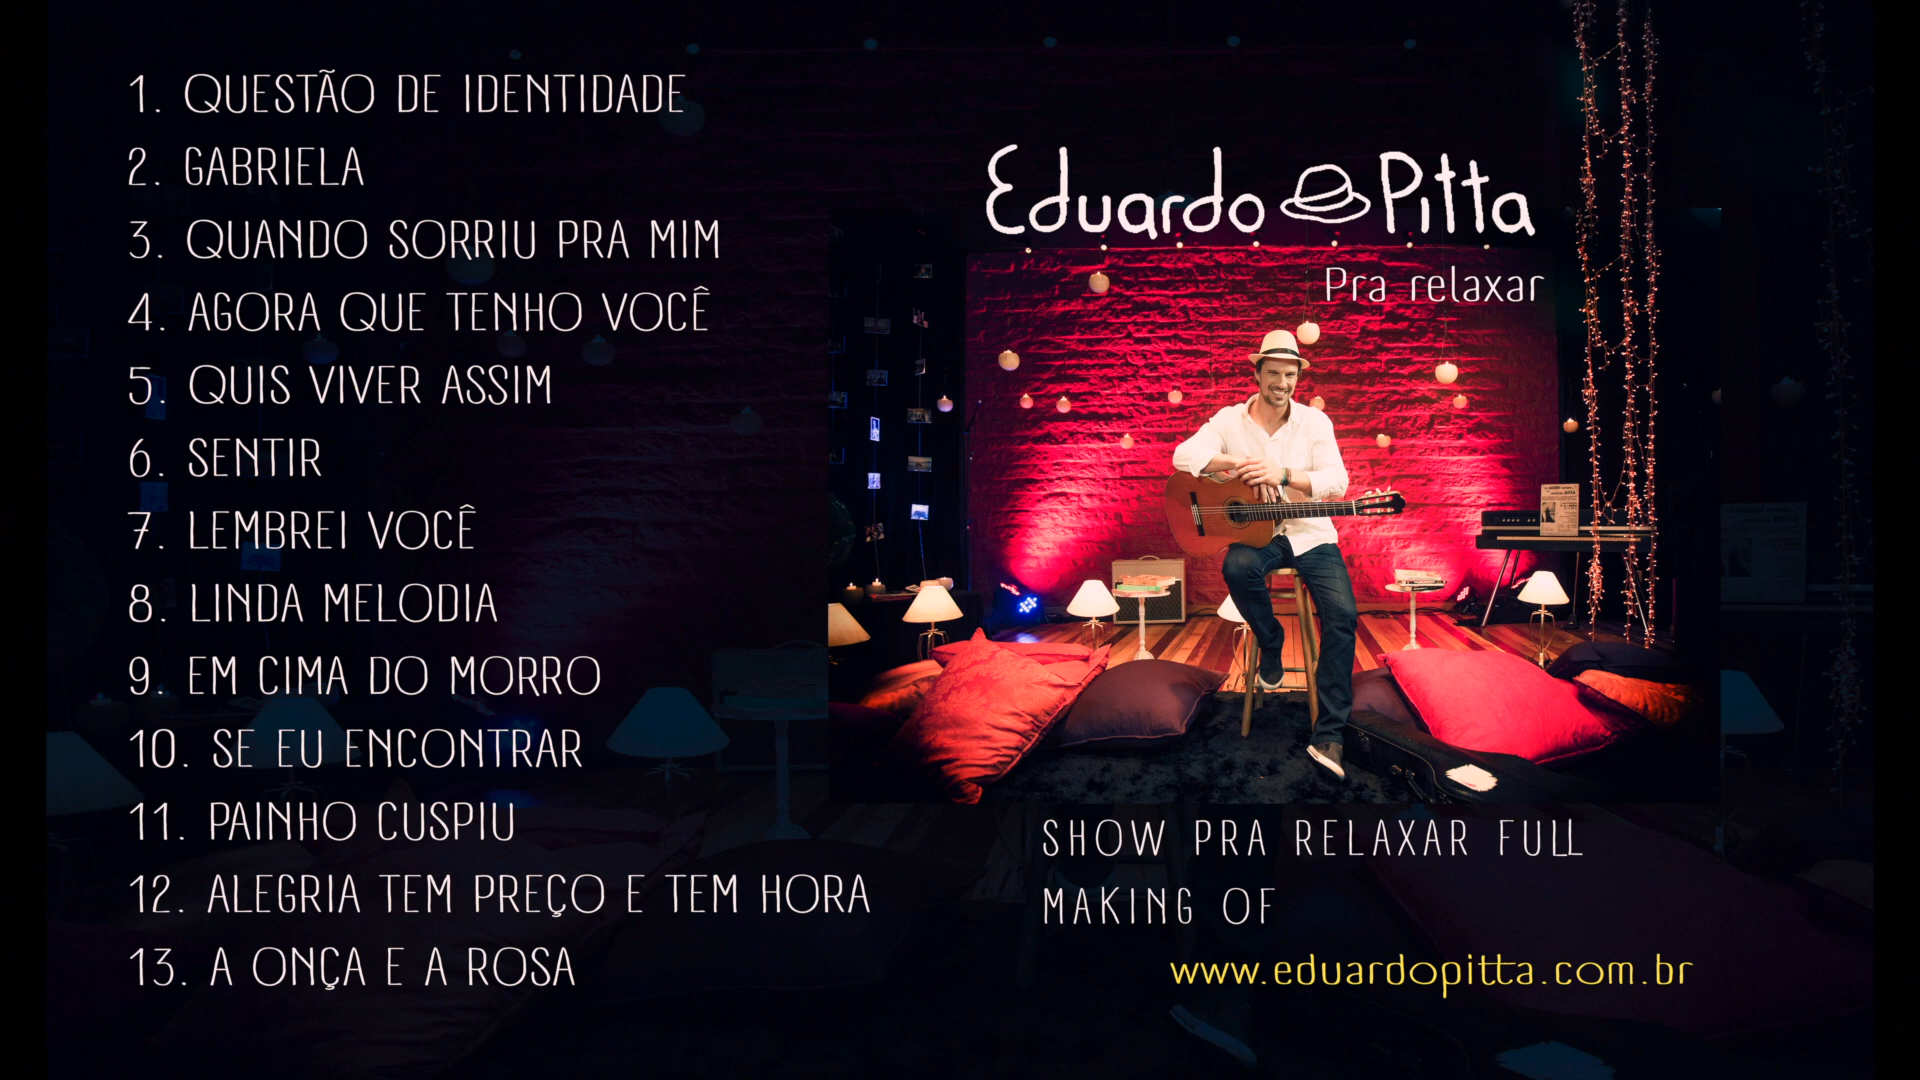 1. QUESTÃO DE IDENTIDADE
2. GABRIELA
3. QUANDO SORRIU PRA MIM
4. AGORA QUE TENHO VOCÊ
5. QUIS VIVER ASSIM
6. SENTIR
7. LEMBREI VOCÊ
8. LINDA MELODIA
9. EM CIMA DO MORRO
10. SE EU ENCONTRAR
11. PAINHO CUSPIU
12. ALEGRIA TEM PREÇO E TEM HORA
13. A ONÇA E A ROSA
Eduardo Pitta
Pra relaxar
SHOW PRA RELAXAR FULL
MAKING OF
www.eduardopitta.com.br